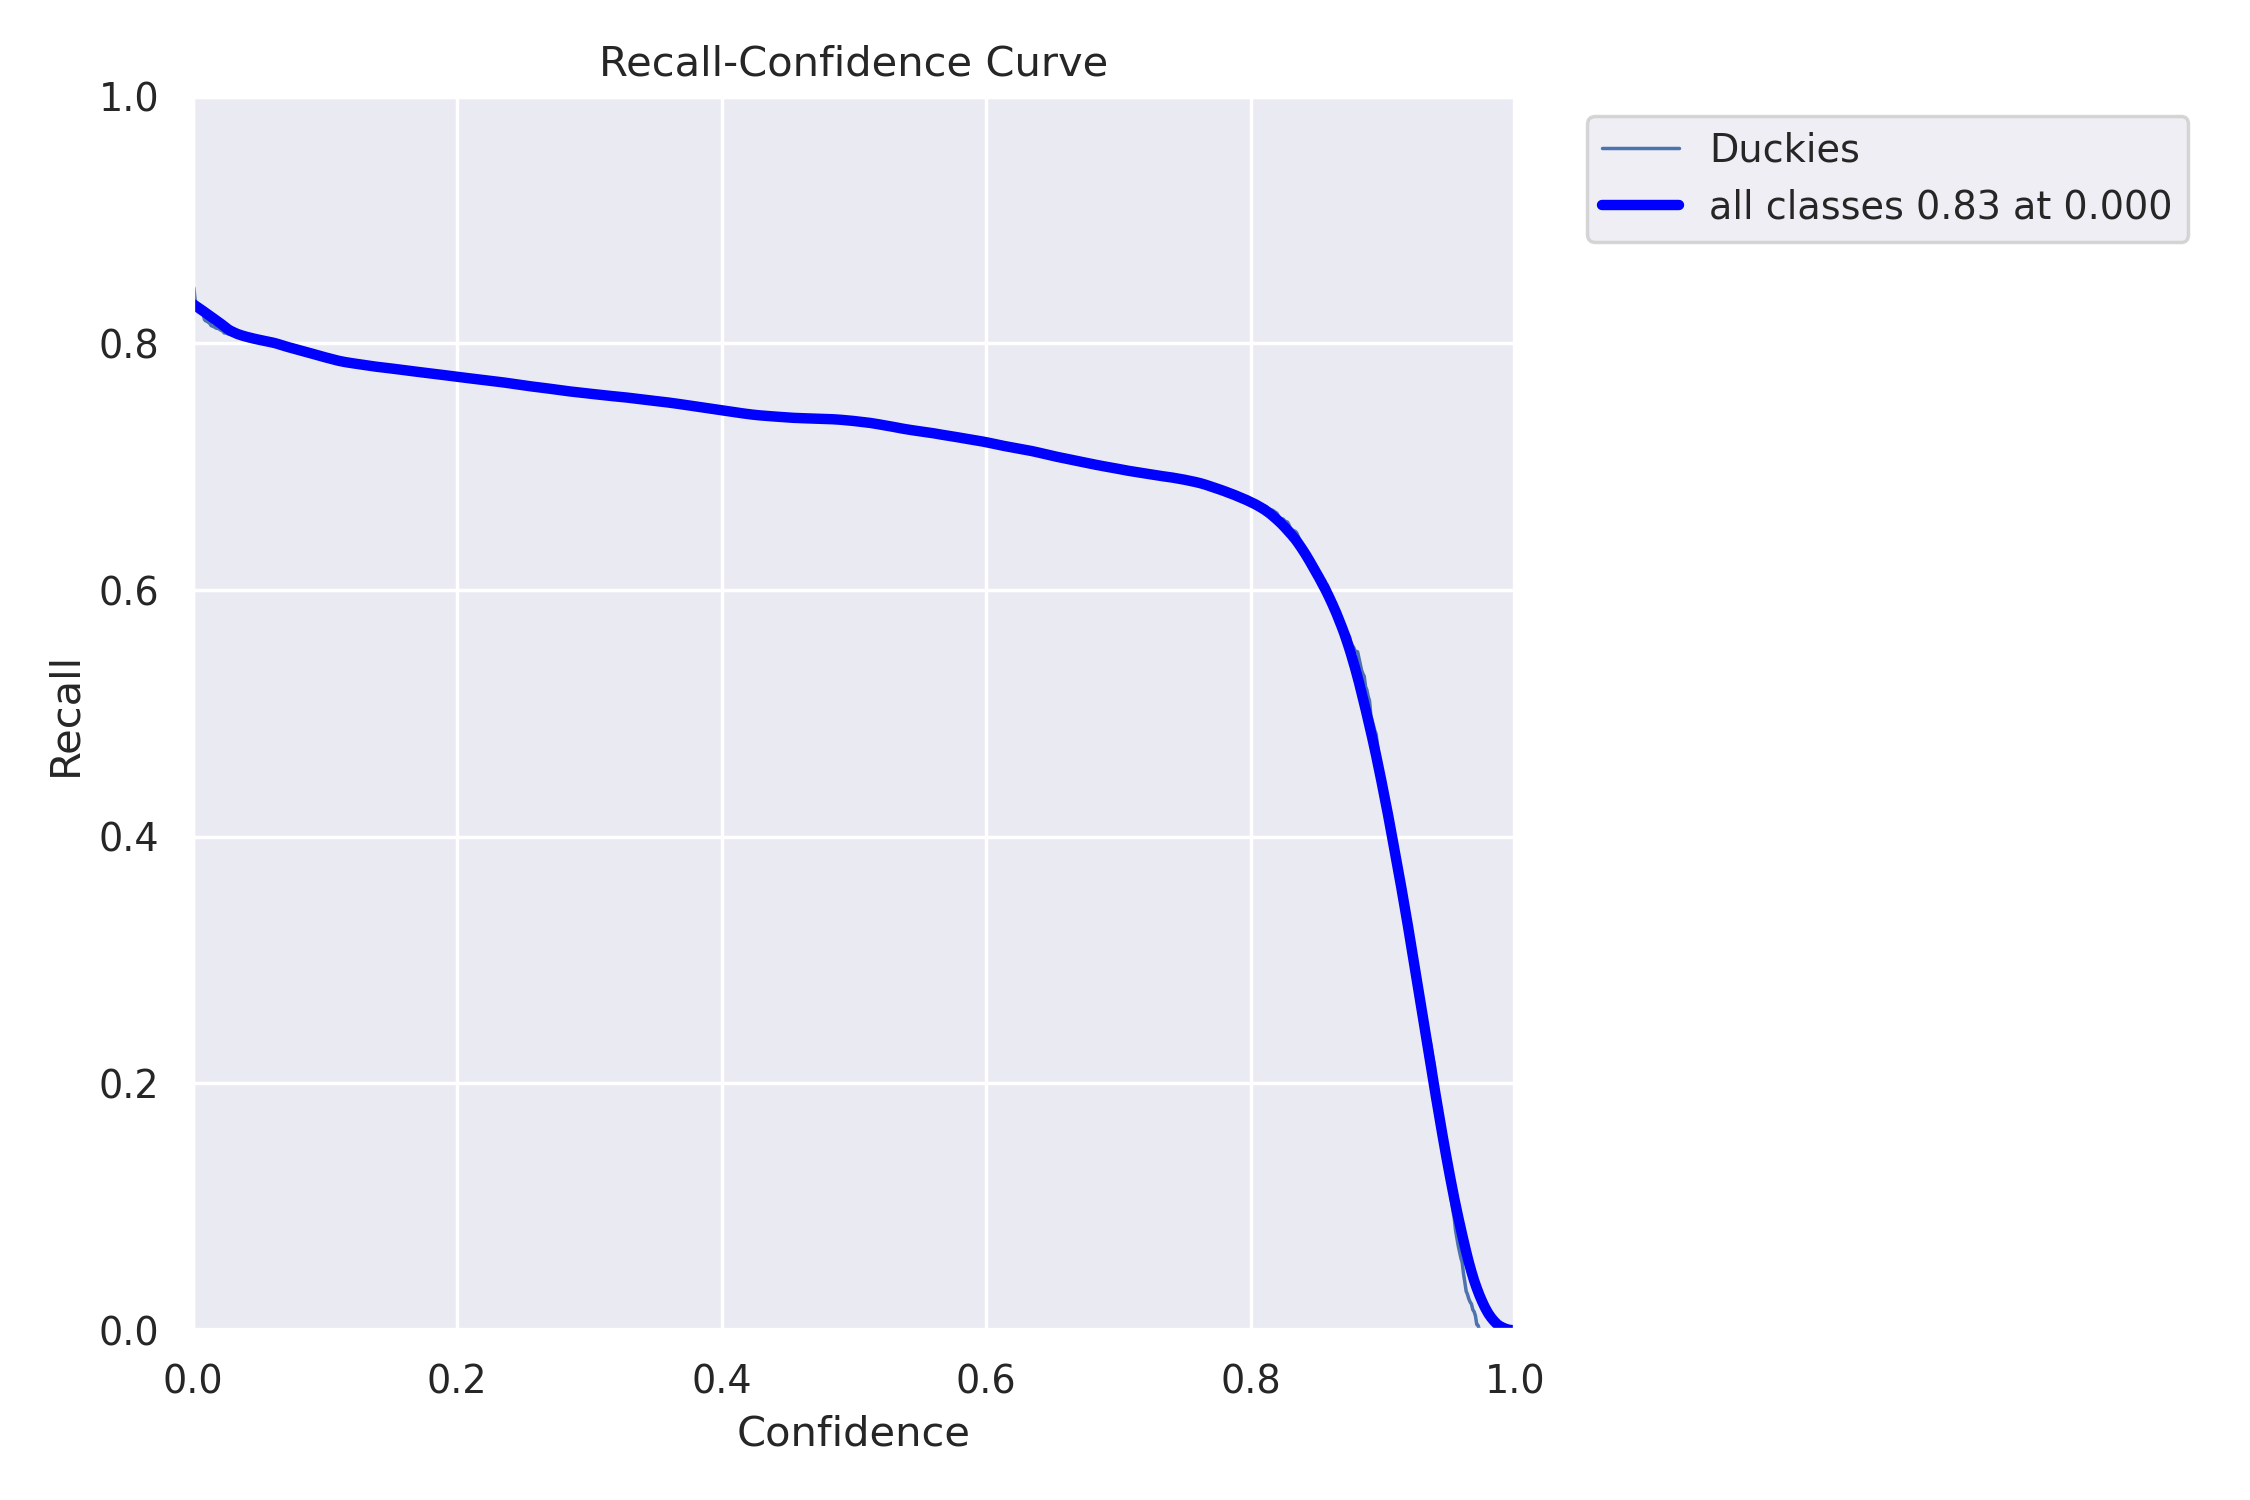 Recall-Confidence Curve
1.0
0.8
0.6
0.4
0.2
0.0
Recall
0.0 0.2 0.4 0.6 0.8 1.0
Confidence
Duckies
all classes 0.83 at 0.000